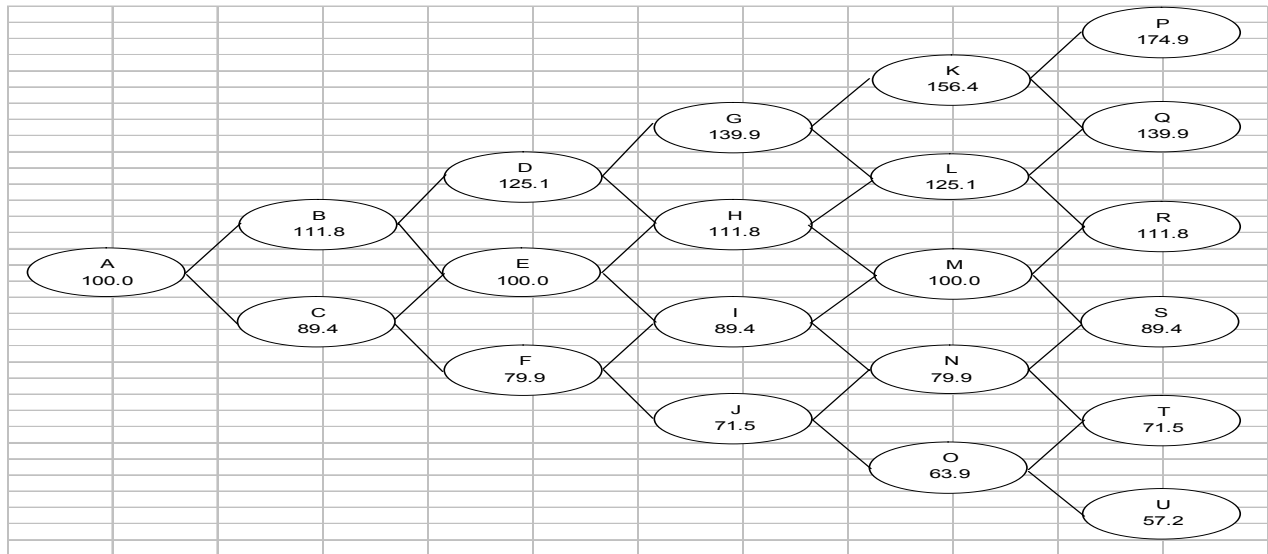 A
100.0
B
111.8
C
89.4
D
125.1
E
100.0
F
79.9
G
139.9
H
111.8
I
89.4
J
71.5
K
156.4
L
125.1
M
100.0
N
79.9
O
63.9
P
174.9
Q
139.9
R
111.8
S
89.4
T
71.5
U
57.2